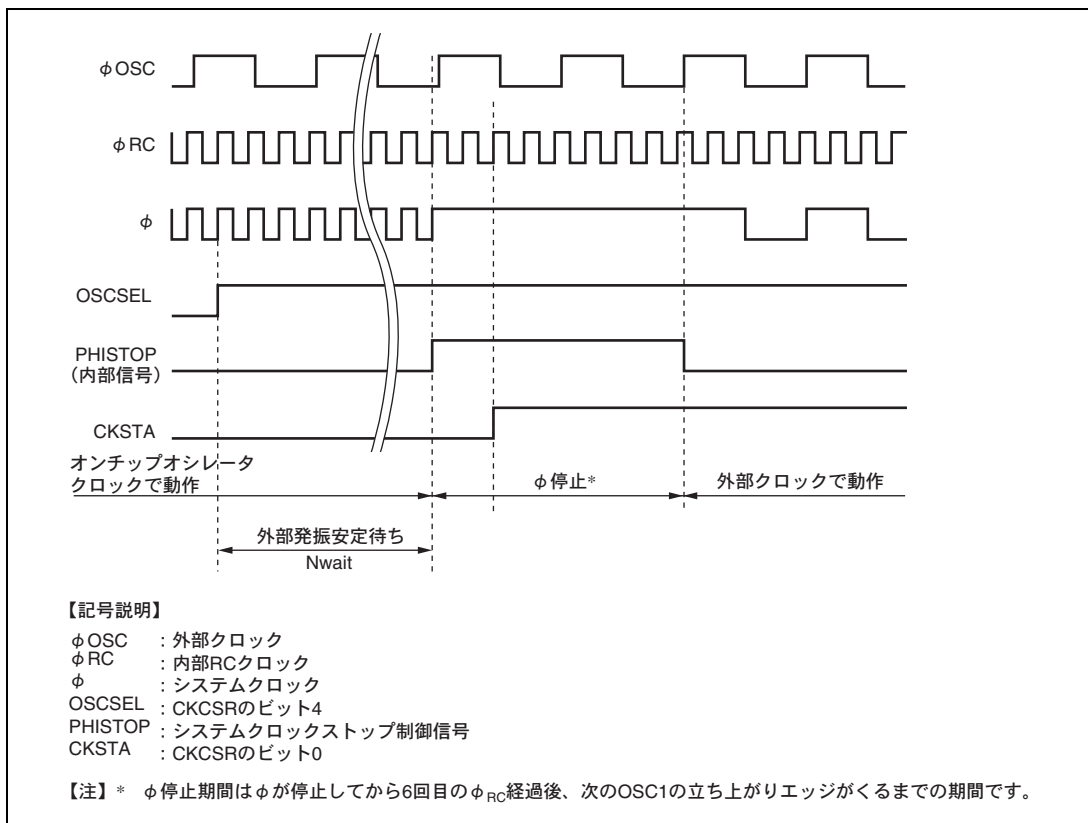 φOSC
φRC
φ
OSCSEL
PHISTOP
（内部信号）
CKSTA
オンチップオシレータ
クロックで動作
φ停止*
外部クロックで動作
外部発振安定待ち
Nwait
【記号説明】
φOSC ：外部クロック
φRC ：内部RCクロック
φ ：システムクロック
OSCSEL ：CKCSRのビット4
PHISTOP ：システムクロックストップ制御信号
CKSTA ：CKCSRのビット0
【注】* φ停止期間はφが停止してから6回目のφRC経過後、次のOSC1の立ち上がりエッジがくるまでの期間です。